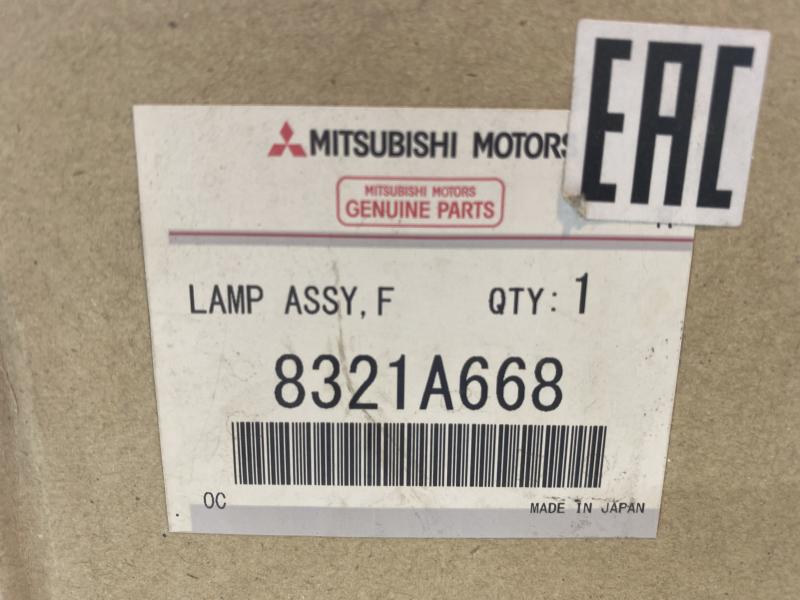 EAC
MITSUBISHI MOTORS
MITSUBISHI MOTORS
GENUINE PARTS
LAMP ASSY, F QTY: 1
8321A668
OC
MADE IN JAPAN